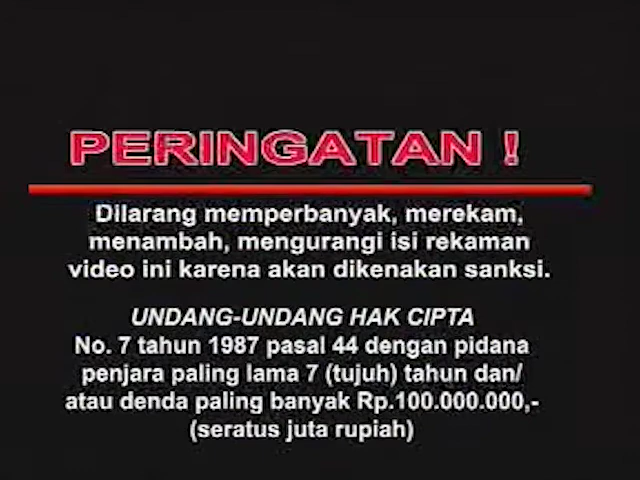 PERINGATAN !
Dilarang memperbanyak, merekam,
menambah, mengurangi isi rekaman
video ini karena akan dikenakan sanksi.
UNDANG-UNDANG HAK CIPTA
No. 7 tahun 1987 pasal 44 dengan pidana
penjara paling lama 7 (tujuh) tahun dan/
atau denda paling banyak Rp.100.000.000,-
(seratus juta rupiah)